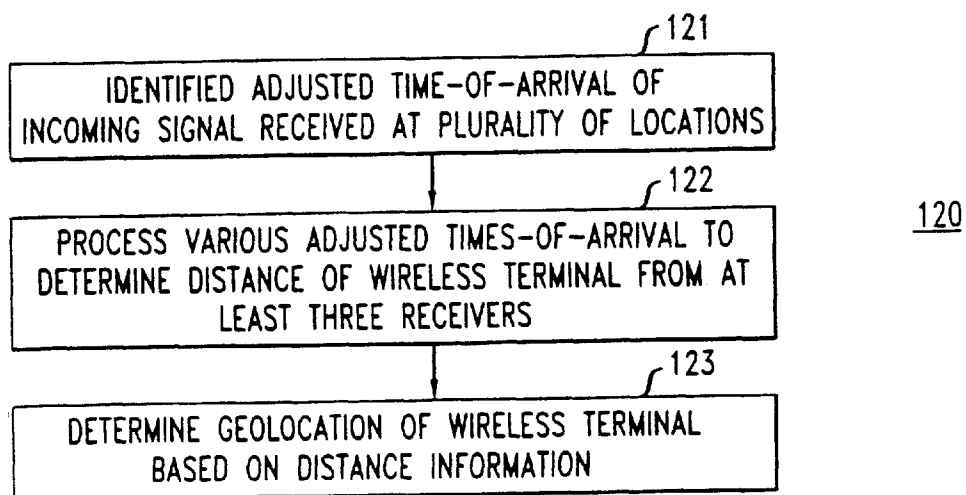 121
IDENTIFIED ADJUSTED TIME-OF-ARRIVAL OF
INCOMING SIGNAL RECEIVED AT PLURALITY OF LOCATIONS
122
120
PROCESS VARIOUS ADJUSTED TIMES-OF-ARRIVAL TO
DETERMINE DISTANCE OF WIRELESS TERMINAL FROM AT
LEAST THREE RECEIVERS
123
DETERMINE GEOLOCATION OF WIRELESS TERMINAL
BASED ON DISTANCE INFORMATION